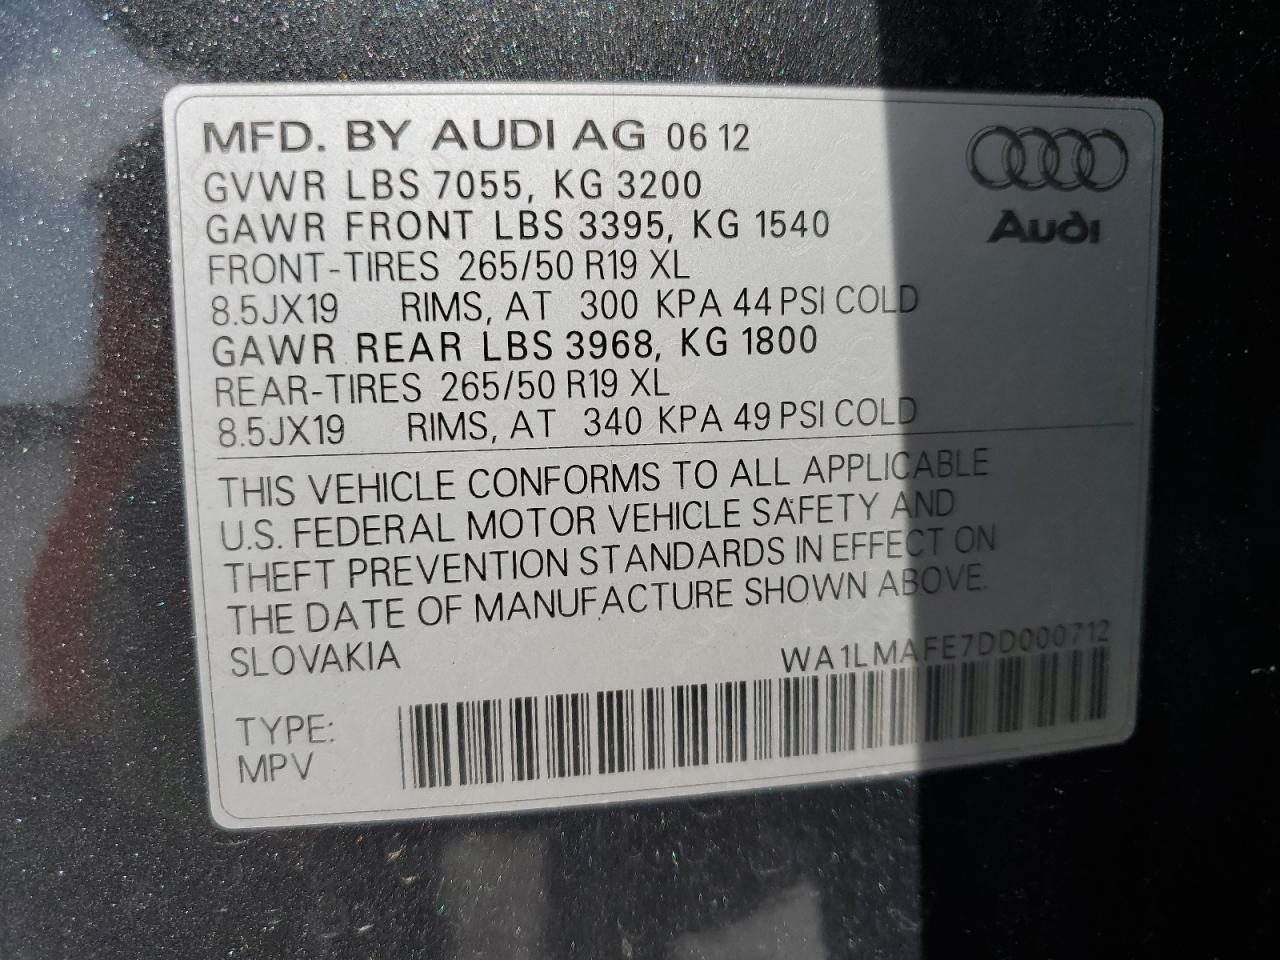 MFD. BY AUDI AG 06 12
GVWR LBS 7055, KG 3200
GAWR FRONT LBS 3395, KG 1540
FRONT-TIRES 265/50 R19 XL
8.5JX19 RIMS, AT 300 KPA 44 PSI COLD
GAWR REAR LBS 3968, KG 1800
REAR-TIRES 265/50 R19 XL
8.5JX19 RIMS, AT 340 KPA 49 PSI COLD
Audi
THIS VEHICLE CONFORMS TO ALL APPLICABLE
U.S. FEDERAL MOTOR VEHICLE SAFETY AND
THEFT PREVENTION STANDARDS IN EFFECT ON
THE DATE OF MANUFACTURE SHOWN ABOVE.
SLOVAKIA WA1LMAFE7DD000712
TYPE:
MPV